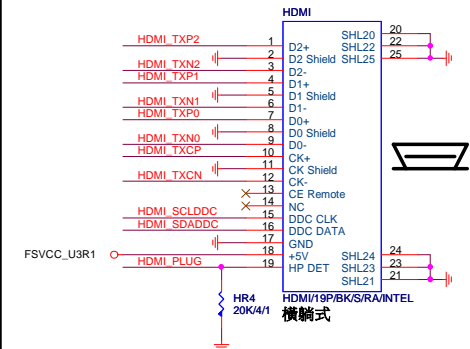 HDMI
HDMI_TXP2 1 D2+ SHL20 20
2 D2 Shield SHL22 22
HDMI_TXN2 3 D2- SHL25 25
HDMI_TXP1 4 D1+
5 D1 Shield
HDMI_TXN1 6 D1-
HDMI_TXP0 7 D0+
8 D0 Shield
HDMI_TXN0 9 D0-
HDMI_TXCP 10 CK+
11 CK Shield
HDMI_TXCN 12 CK-
13 CE Remote
14 NC
HDMI_SCLDDC 15 DDC CLK
HDMI_SDADDC 16 DDC DATA
17 GND
FSVCC_U3R1 18 +5V SHL24 24
HDMI_PLUG 19 HP DET SHL23 23
SHL21 21
HR4 HDMI/19P/BK/S/RA/INTEL
20K/4/1 橫躺式